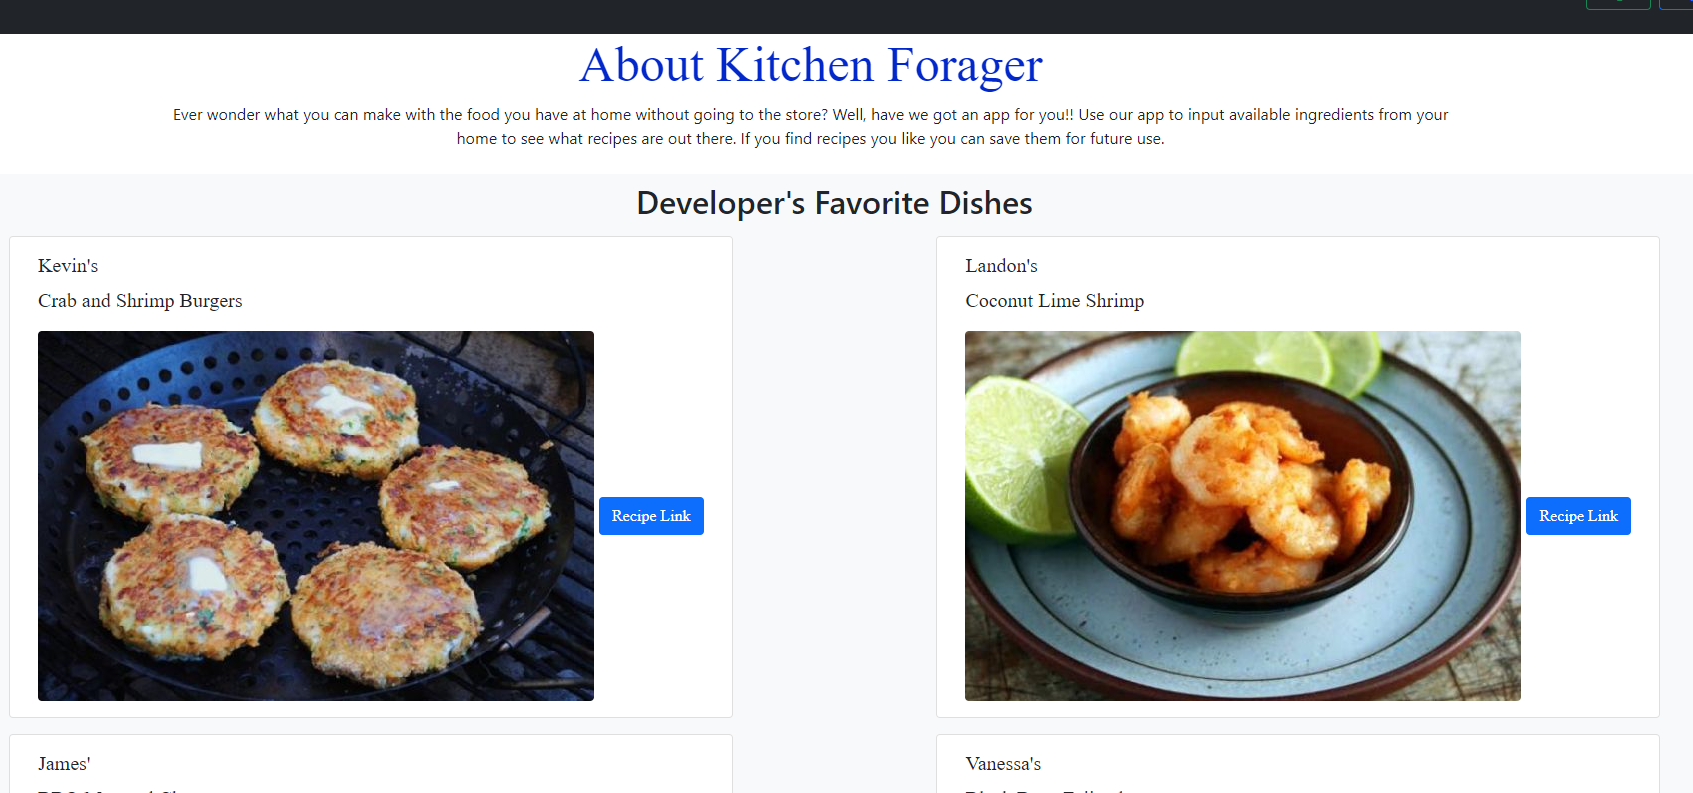 About Kitchen Forager
Ever wonder what you can make with the food you have at home without going to the store? Well, have we got an app for you!! Use our app to input available ingredients from your
home to see what recipes are out there. If you find recipes you like you can save them for future use.
Developer's Favorite Dishes
Kevin's
Crab and Shrimp Burgers
Recipe Link
Landon's
Coconut Lime Shrimp
Recipe Link
James'
Vanessa's